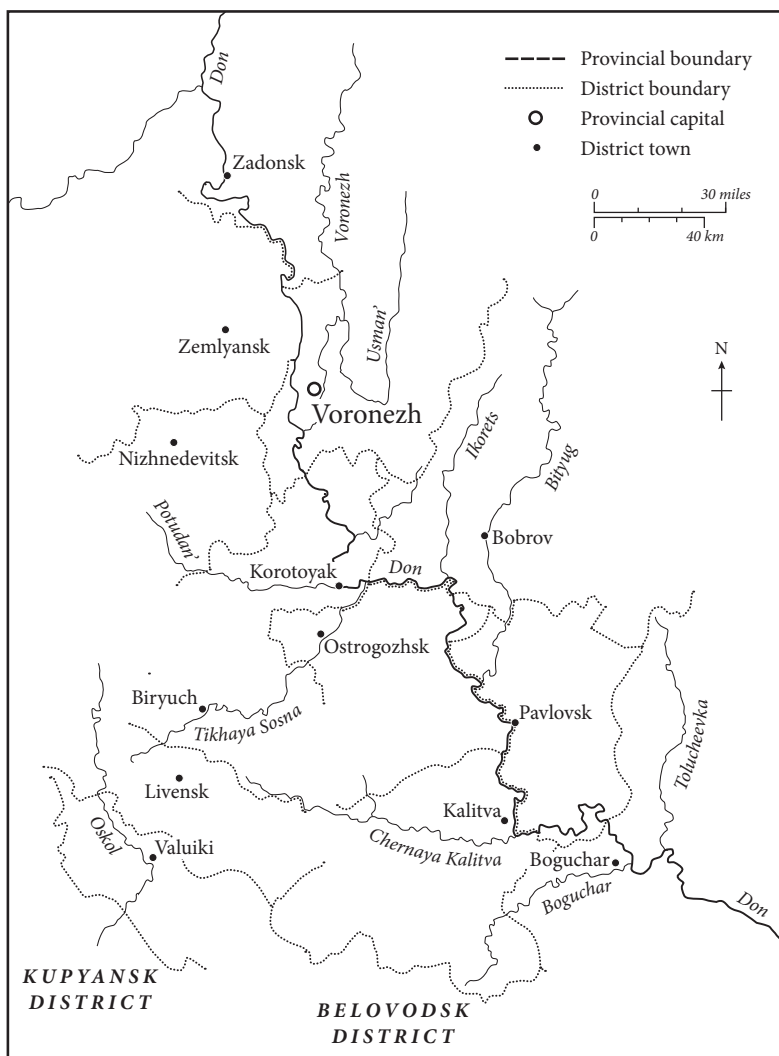 Don
Provincial boundary
District boundary
Provincial capital
District town
0 30 miles
0 40 km
Zadonsk
Voronezh
Usman'
Zemlyansk
N
Voronezh
Ikorets
Bityug
Nizhnedevitsk
Potudan'
Bobrov
Korotoyak
Don
Ostrogozhsk
Biryuch
Tikhaya Sosna
Pavlovsk
Tolucheevka
Livensk
Kalitva
Oskol
Valuiki
Chernaya Kalitva
Boguchar
Boguchar
Don
KUPYANSK
DISTRICT
BELOVODSK
DISTRICT